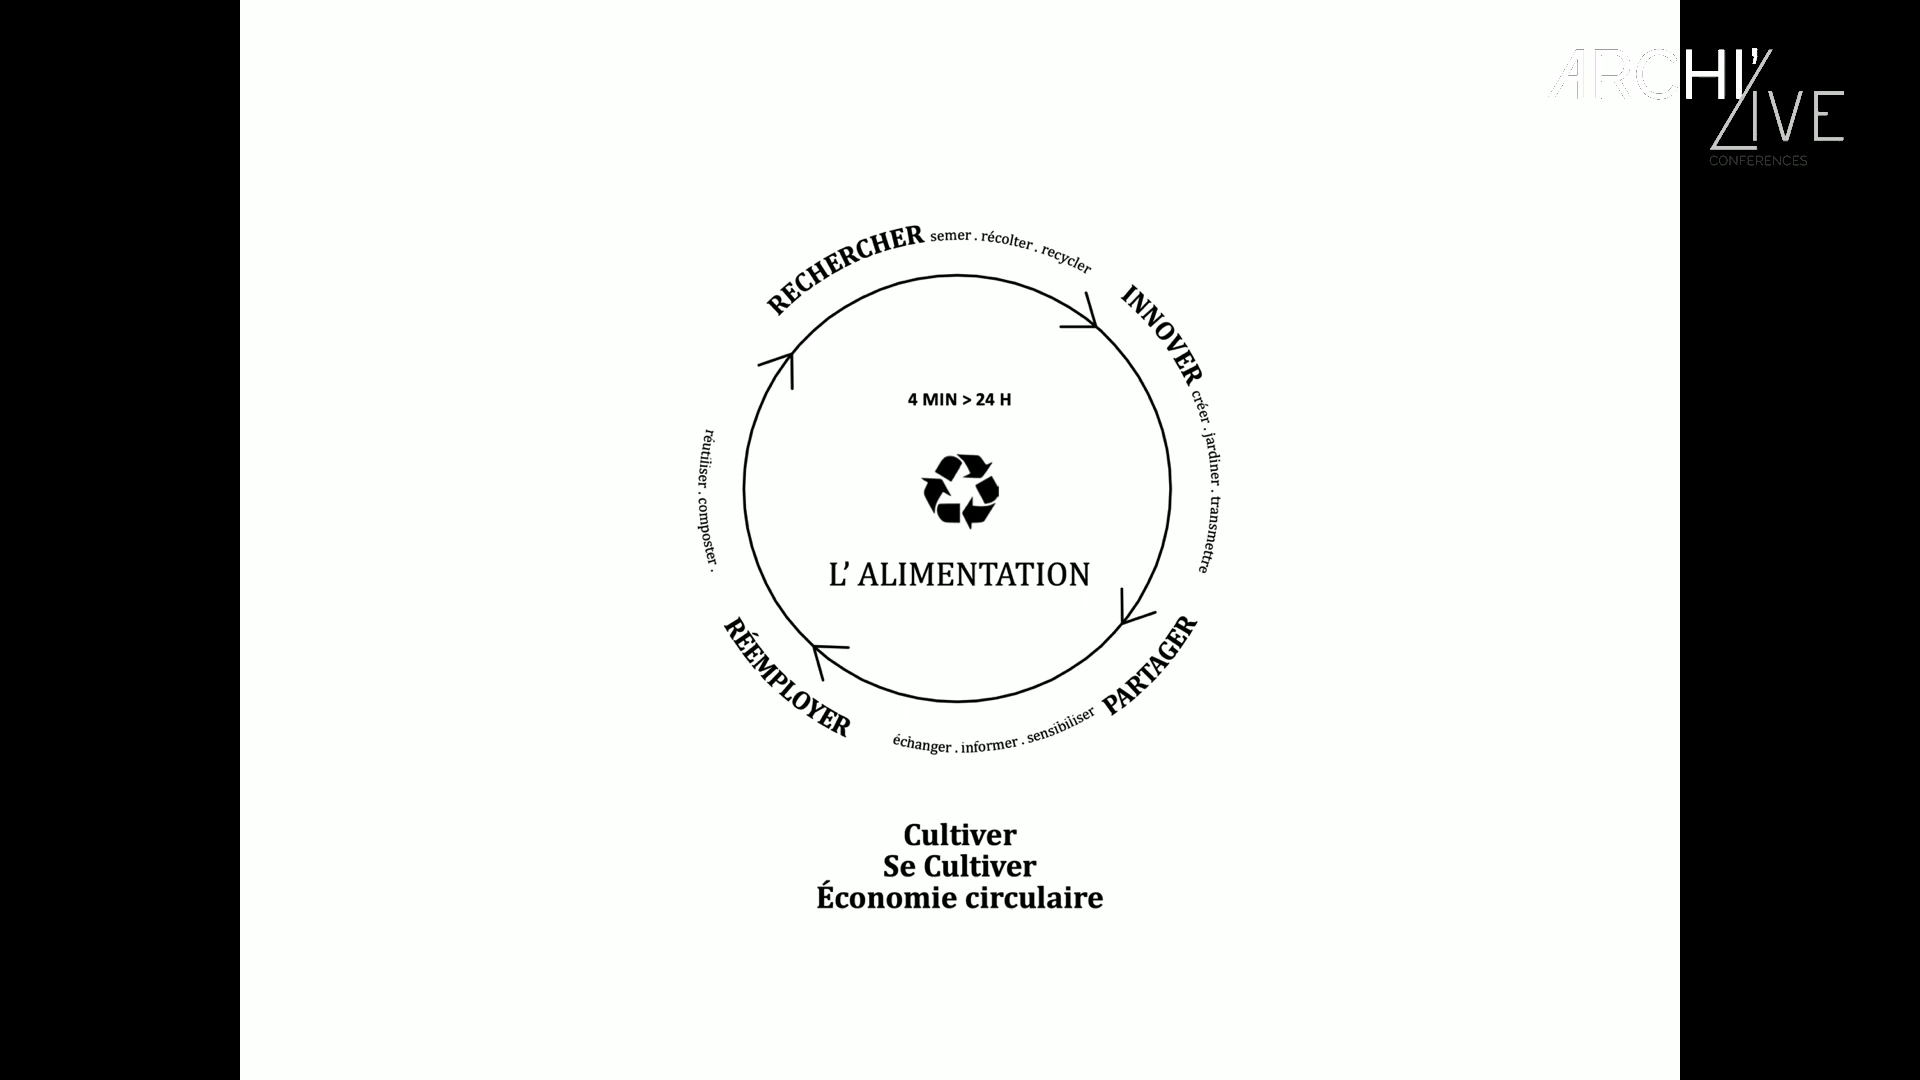 ARCHI'
LIVE
CONFERENCES
RECHERCHER semer . récolter . recycler
INNOVER créer . jardiner . transmettre
PARTAGER
échanger . informer . sensibiliser
RÉEMPLOYER
réutiliser . composter .
4 MIN > 24 H
L' ALIMENTATION
Cultiver
Se Cultiver
Économie circulaire